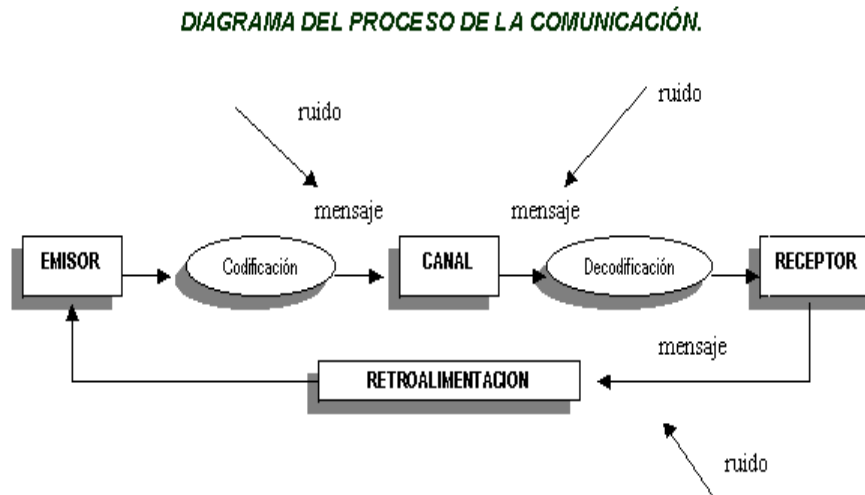 DIAGRAMA DEL PROCESO DE LA COMUNICACIÓN.
ruido
ruido
mensaje
mensaje
EMISOR
Codificación
CANAL
Decodificación
RECEPTOR
mensaje
RETROALIMENTACION
ruido